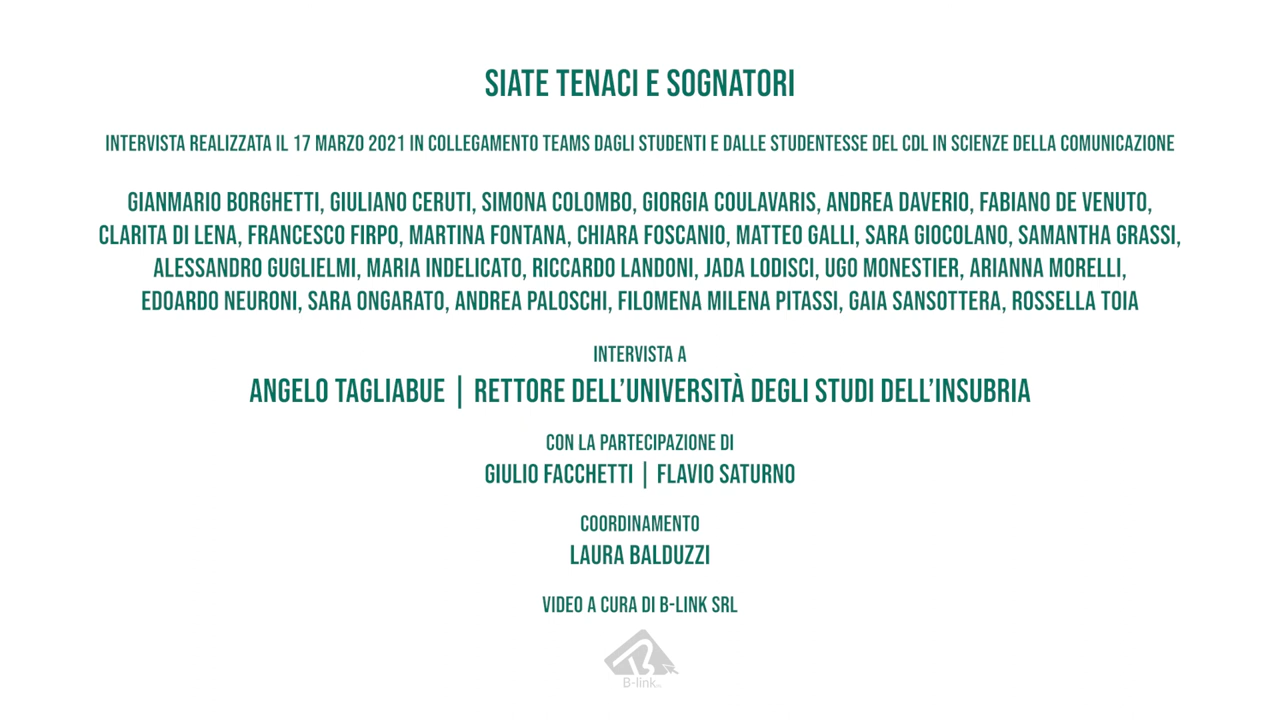 SIATE TENACI E SOGNATORI
INTERVISTA REALIZZATA IL 17 MARZO 2021 IN COLLEGAMENTO TEAMS DAGLI STUDENTI E DALLE STUDENTESSE DEL CDL IN SCIENZE DELLA COMUNICAZIONE
GIANMARIO BORGHETTI, GIULIANO CERUTI, SIMONA COLOMBO, GIORGIA COULAVARIS, ANDREA DAVERIO, FABIANO DE VENUTO,
CLARITA DI LENA, FRANCESCO FIRPO, MARTINA FONTANA, CHIARA FOSCANIO, MATTEO GALLI, SARA GIOCOLANO, SAMANTHA GRASSI,
ALESSANDRO GUGLIELMI, MARIA INDELICATO, RICCARDO LANDONI, JADA LODISCI, UGO MONESTIER, ARIANNA MORELLI,
EDOARDO NEURONI, SARA ONGARATO, ANDREA PALOSCHI, FILOMENA MILENA PITASSI, GAIA SANSOTTERA, ROSSELLA TOIA
INTERVISTA A
ANGELO TAGLIABUE | RETTORE DELL'UNIVERSITÀ DEGLI STUDI DELL'INSUBRIA
CON LA PARTECIPAZIONE DI
GIULIO FACCHETTI | FLAVIO SATURNO
COORDINAMENTO
LAURA BALDUZZI
VIDEO A CURA DI B-LINK SRL
B-link